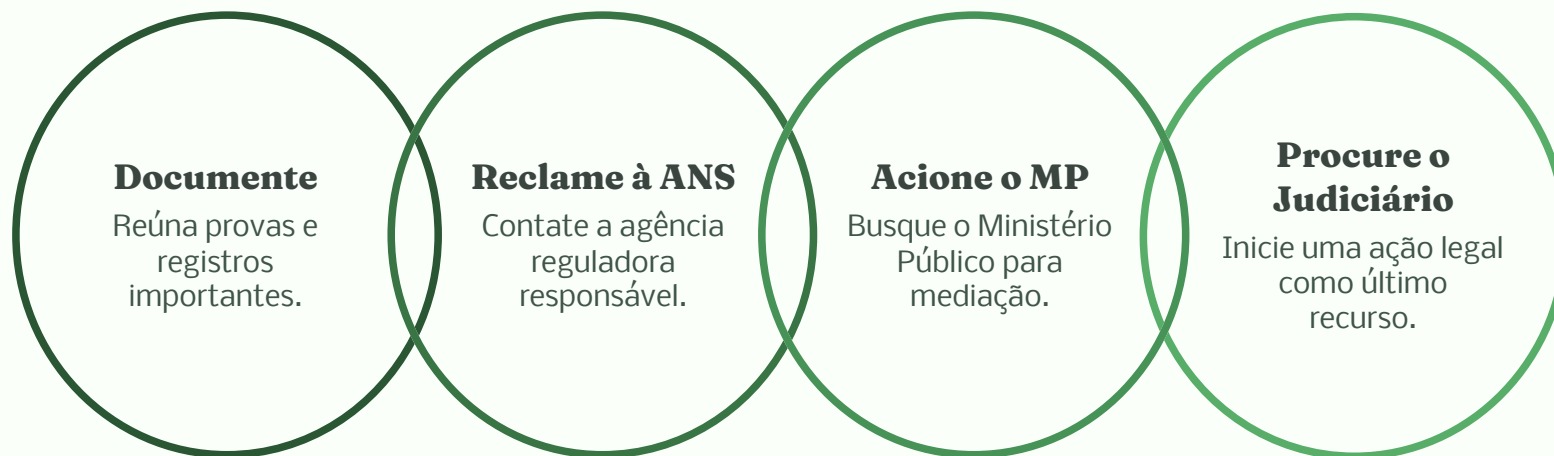 Documente
Reúna provas e
registros
importantes.
Reclame à ANS
Contate a agência
reguladora
responsável.
Acione o MP
Busque o Ministério
Público para
mediação.
Procure o
Judiciário
Inicie uma ação legal
como último
recurso.